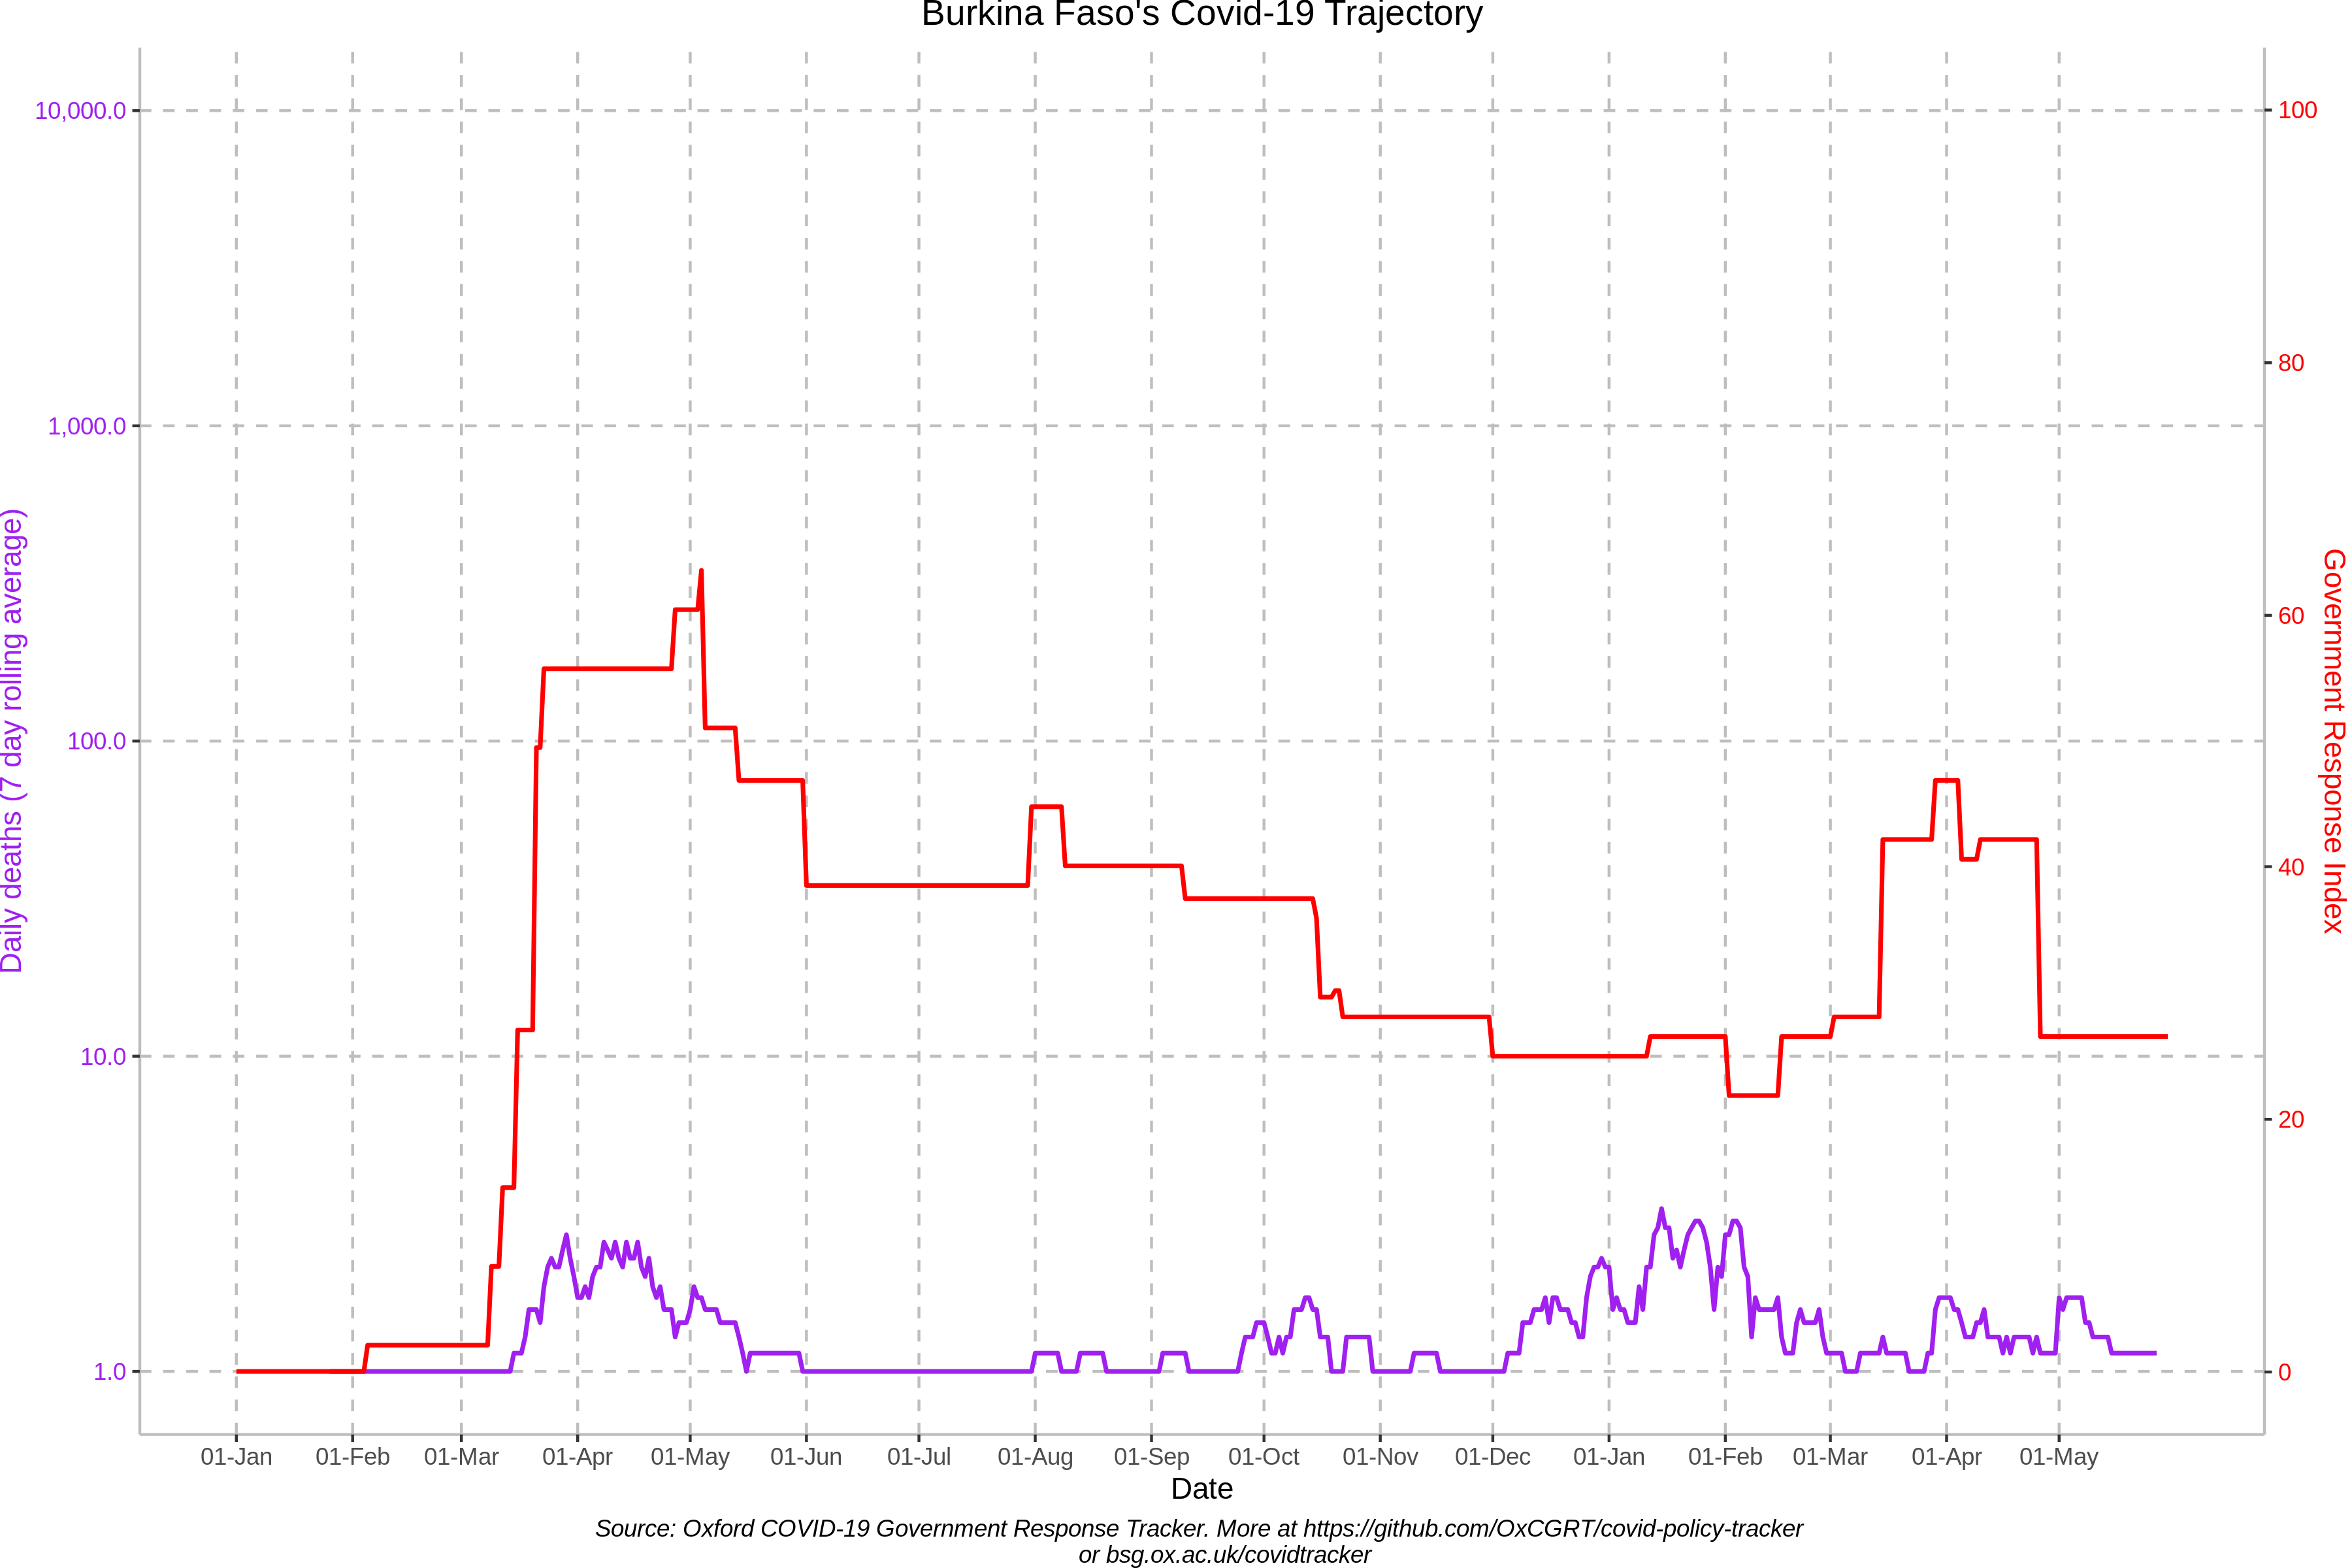 Burkina Faso's Covid-19 Trajectory
10,000.0
1,000.0
100.0
10.0
1.0
Daily deaths (7 day rolling average)
100
80
60
40
20
0
Government Response Index
01-Jan 01-Feb 01-Mar 01-Apr 01-May 01-Jun 01-Jul 01-Aug 01-Sep 01-Oct 01-Nov 01-Dec 01-Jan 01-Feb 01-Mar 01-Apr 01-May
Date
Source: Oxford COVID-19 Government Response Tracker. More at https://github.com/OxCGRT/covid-policy-tracker
or bsg.ox.ac.uk/covidtracker